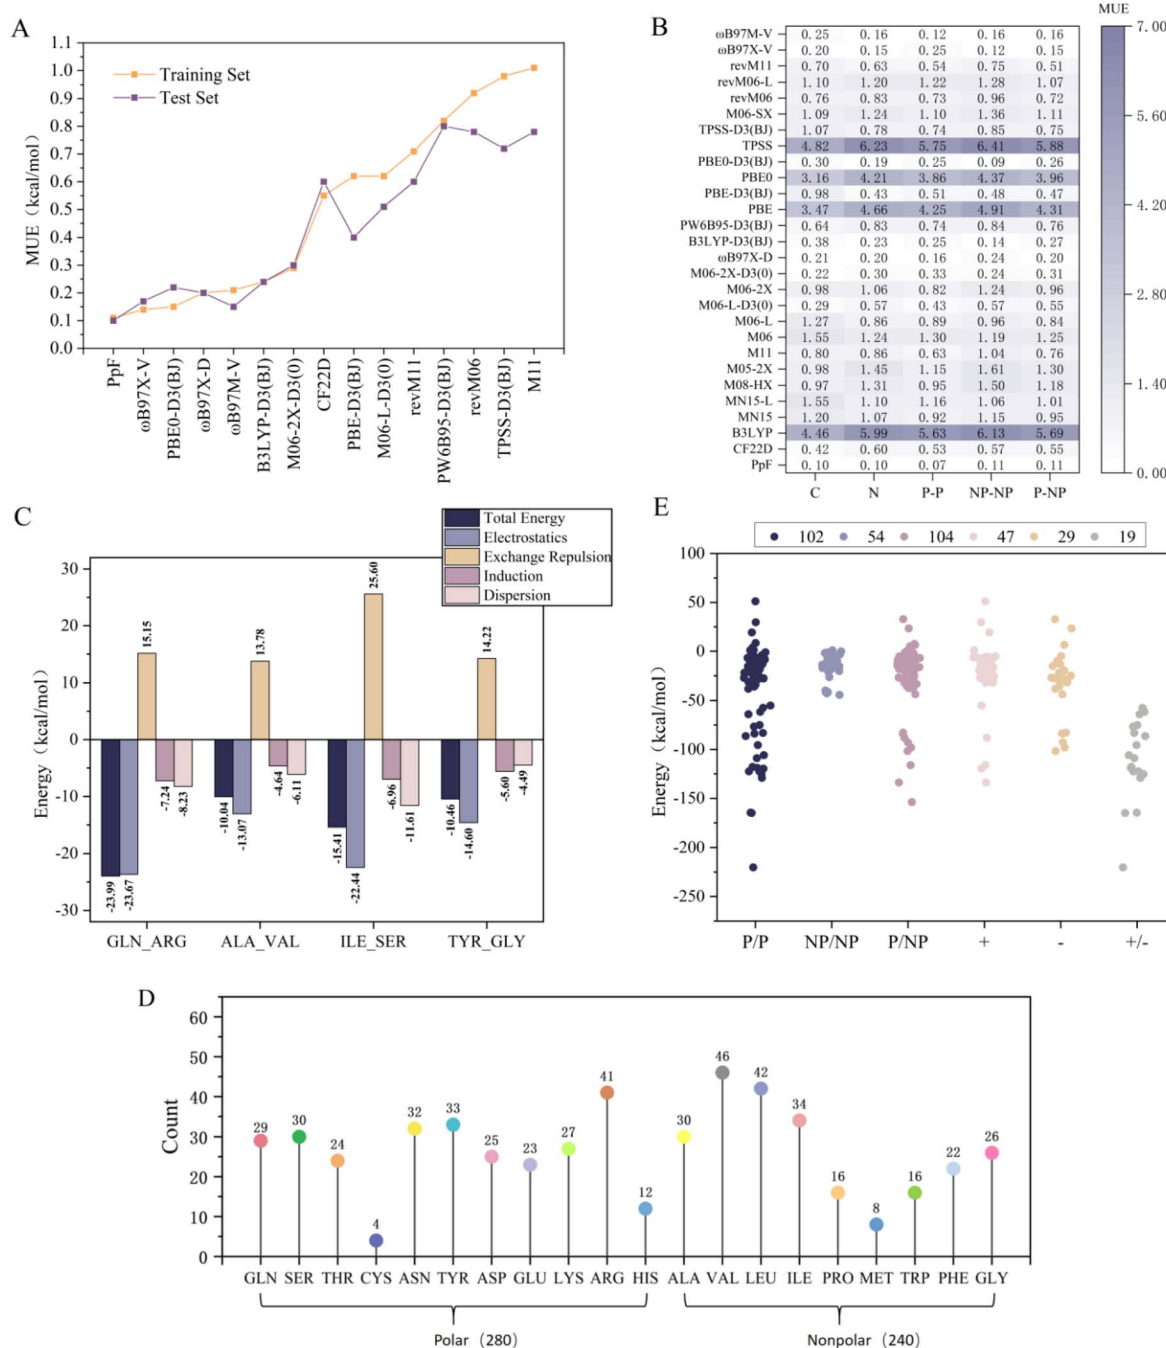 A
MUE (kcal/mol)
1.1
1.0
0.9
0.8
0.7
0.6
0.5
0.4
0.3
0.2
0.1
0.0
Training Set
Test Set
PpF
ωB97X-V
PBE0-D3(BJ)
ωB97X-D
ωB97M-V
B3LYP-D3(BJ)
M06-2X-D3(0)
CF22D
PBE-D3(BJ)
M06-L-D3(0)
revM11
PW6B95-D3(BJ)
revM06
TPSS-D3(BJ)
M11
B
ωB97M-V 0.25 0.16 0.12 0.16 0.16
ωB97X-V 0.20 0.15 0.25 0.12 0.15
revM11 0.70 0.63 0.54 0.75 0.51
revM06-L 1.10 1.20 1.22 1.28 1.07
revM06 0.76 0.83 0.73 0.96 0.72
M06-SX 1.09 1.24 1.10 1.36 1.11
TPSS-D3(BJ) 1.07 0.78 0.74 0.85 0.75
TPSS 4.82 6.23 5.75 6.41 5.88
PBE0-D3(BJ) 0.30 0.19 0.25 0.09 0.26
PBE0 3.16 4.21 3.86 4.37 3.96
PBE-D3(BJ) 0.98 0.43 0.51 0.48 0.47
PBE 3.47 4.66 4.25 4.91 4.31
PW6B95-D3(BJ) 0.64 0.83 0.74 0.84 0.76
B3LYP-D3(BJ) 0.38 0.23 0.25 0.14 0.27
ωB97X-D 0.21 0.20 0.16 0.24 0.20
M06-2X-D3(0) 0.22 0.30 0.33 0.24 0.31
M06-2X 0.98 1.06 0.82 1.24 0.96
M06-L-D3(0) 0.29 0.57 0.43 0.57 0.55
M06-L 1.27 0.86 0.89 0.96 0.84
M06 1.55 1.24 1.30 1.19 1.25
M11 0.80 0.86 0.63 1.04 0.76
M05-2X 0.98 1.45 1.15 1.61 1.30
M08-HX 0.97 1.31 0.95 1.50 1.18
MN15-L 1.55 1.10 1.16 1.06 1.01
MN15 1.20 1.07 0.92 1.15 0.95
B3LYP 4.46 5.99 5.63 6.13 5.69
CF22D 0.42 0.60 0.53 0.57 0.55
PpF 0.10 0.10 0.07 0.11 0.11
C N P-P NP-NP P-NP
MUE
7.00
5.60
4.20
2.80
1.40
0.00
C
Total Energy
Electrostatics
Exchange Repulsion
Induction
Dispersion
Energy (kcal/mol)
30
20
10
0
-10
-20
-30
-23.99 -23.67 15.15 -7.24 -8.23
-10.04 -13.07 13.78 -4.64 -6.11
-15.41 -22.44 25.60 -6.96 -11.61
-10.46 -14.60 14.22 -5.60 -4.49
GLN_ARG ALA_VAL ILE_SER TYR_GLY
E
102 54 104 47 29 19
Energy (kcal/mol)
100
50
0
-50
-100
-150
-200
-250
P/P NP/NP P/NP + - +/-
D
Count
60
50
40
30
20
10
0
29 30 24 4 32 33 25 23 27 41 12 30 46 42 34 16 8 16 22 26
GLN SER THR CYS ASN TYR ASP GLU LYS ARG HIS ALA VAL LEU ILE PRO MET TRP PHE GLY
Polar (280) Nonpolar (240)